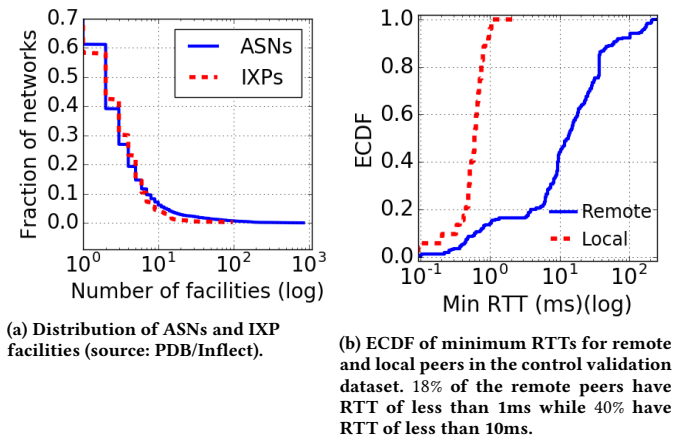 0.7
0.6
0.5
0.4
0.3
0.2
0.1
0.0
Fraction of networks
ASNs
IXPs
10^0 10^1 10^2 10^3
Number of facilities (log)
(a) Distribution of ASNs and IXP
facilities (source: PDB/Inflect).
1.0
0.8
0.6
0.4
0.2
0.0
ECDF
Remote
Local
10^-1 10^0 10^1 10^2
Min RTT (ms)(log)
(b) ECDF of minimum RTTs for remote
and local peers in the control validation
dataset. 18% of the remote peers have
RTT of less than 1ms while 40% have
RTT of less than 10ms.